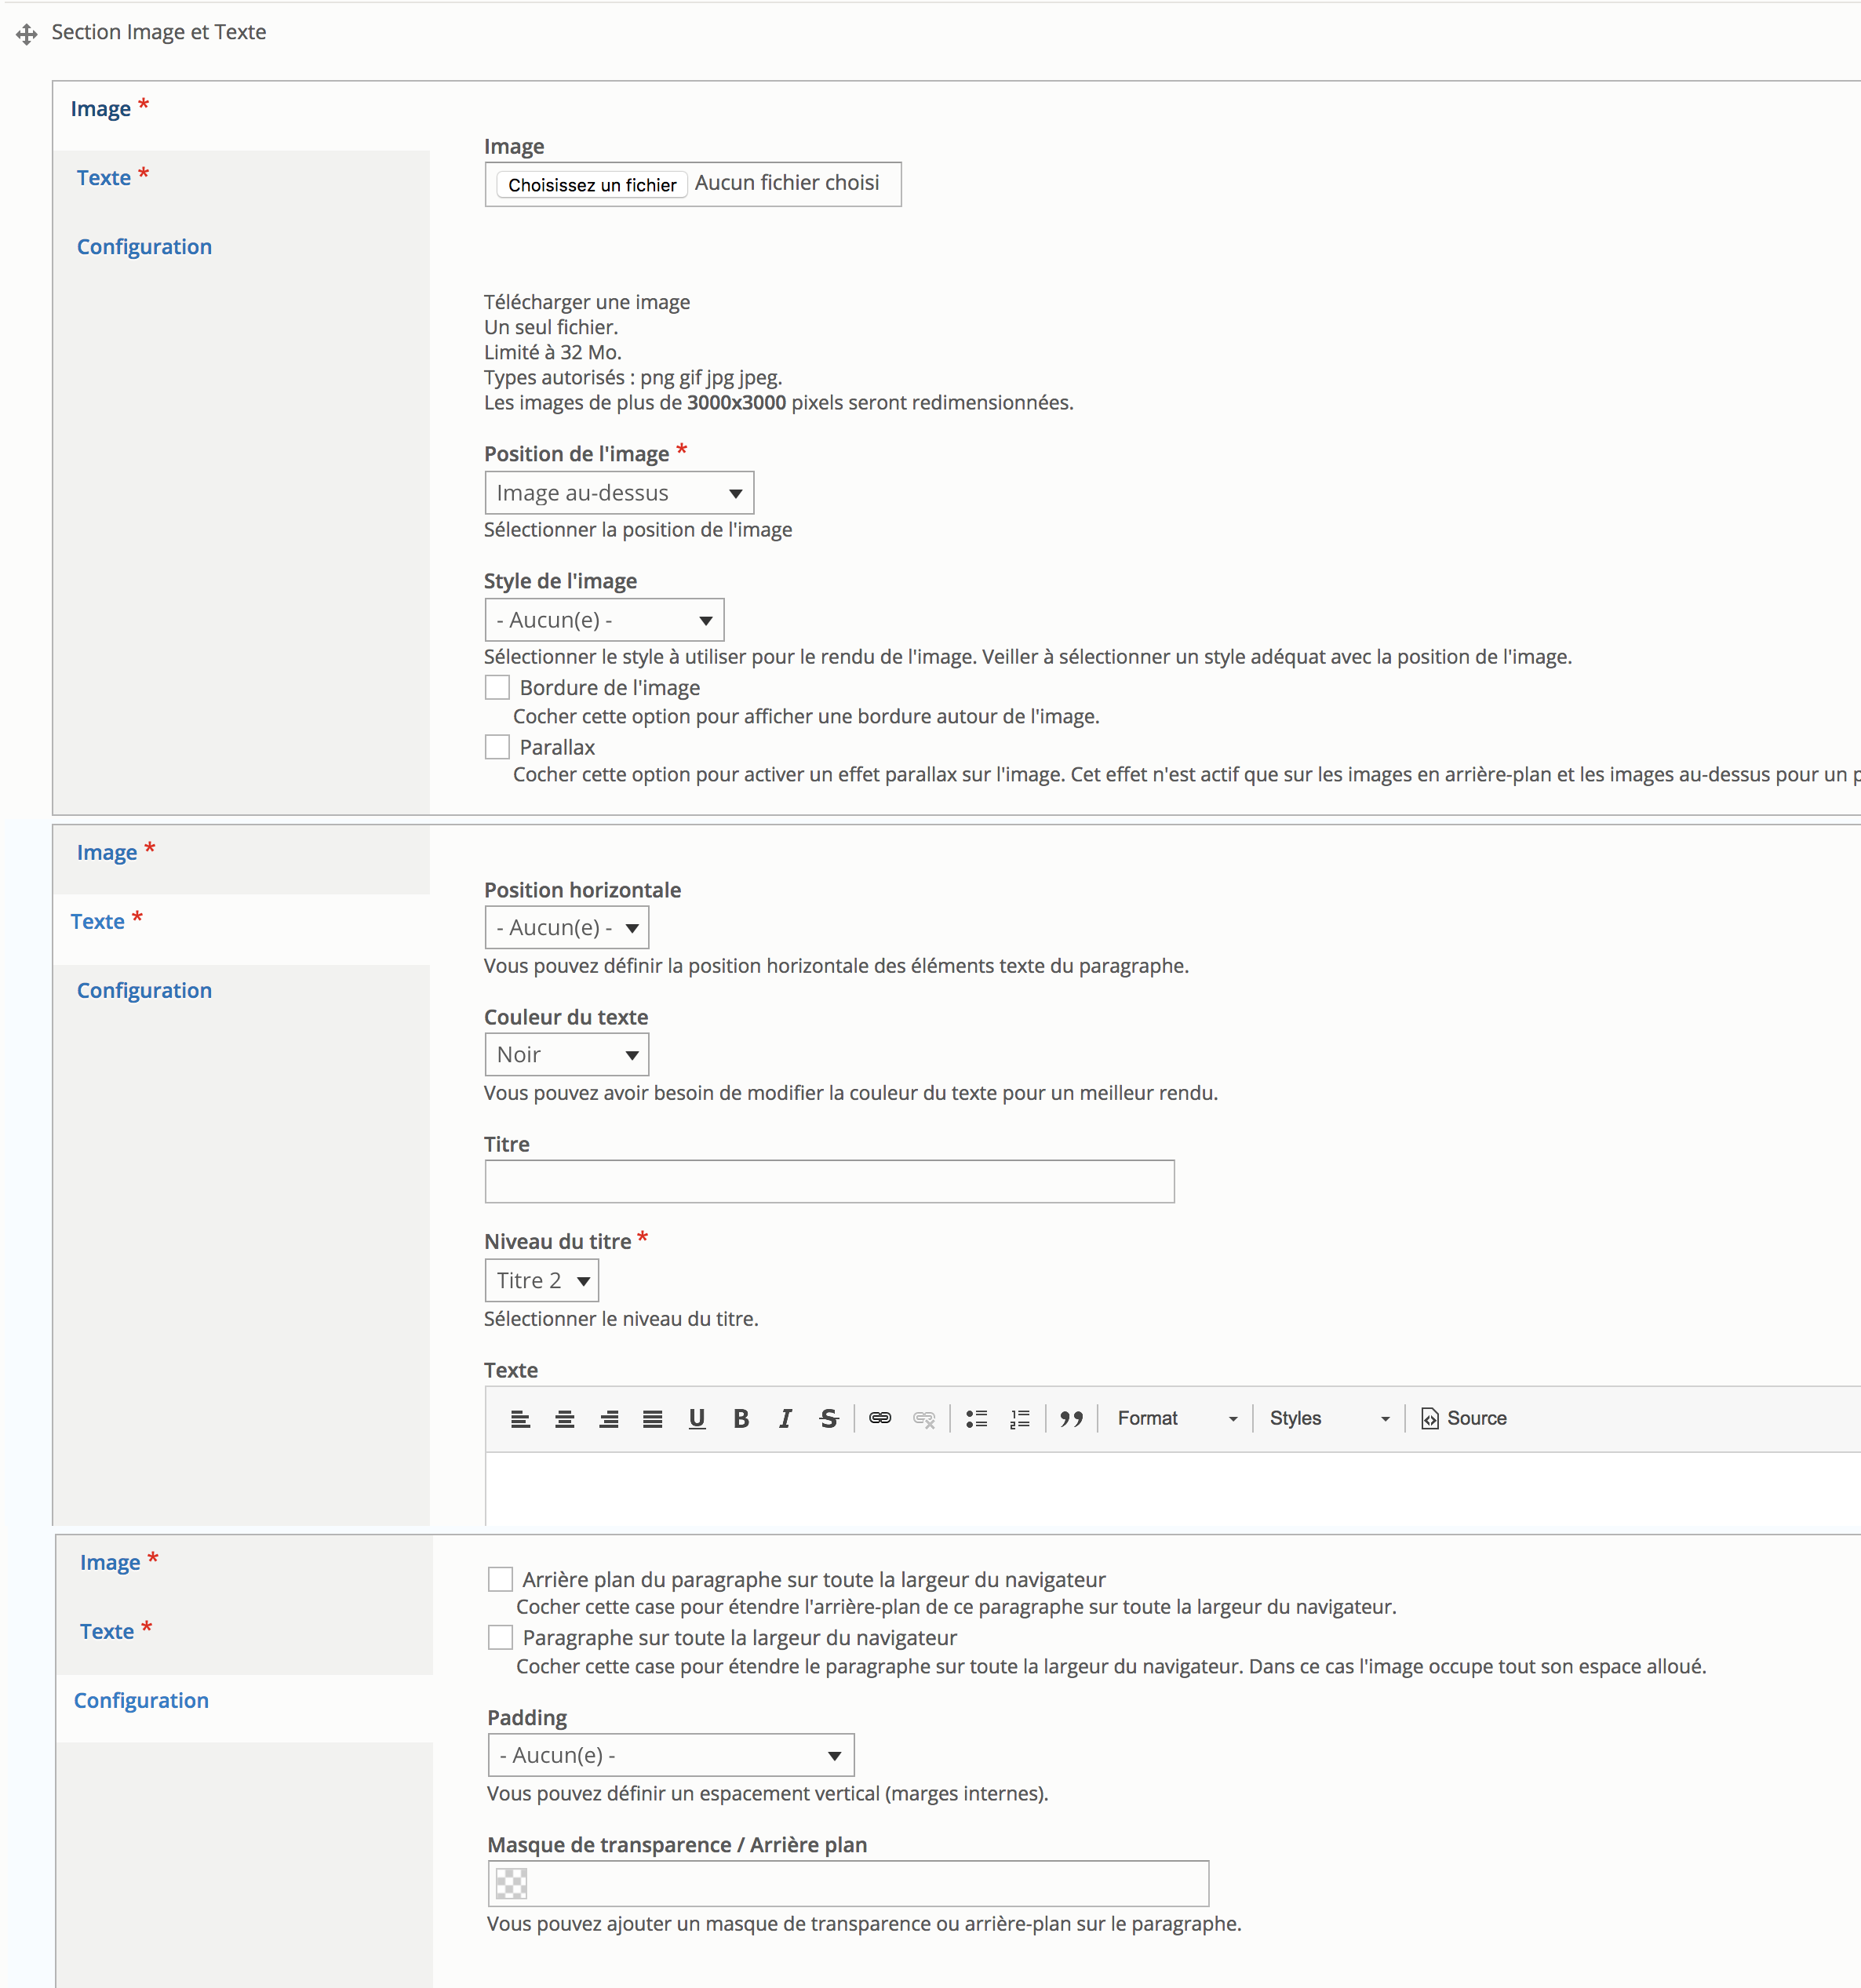 Section Image et Texte
Image *
Texte *
Configuration
Image
Choisissez un fichier Aucun fichier choisi
Télécharger une image
Un seul fichier.
Limité à 32 Mo.
Types autorisés : png gif jpg jpeg.
Les images de plus de 3000x3000 pixels seront redimensionnées.
Position de l'image *
Image au-dessus
Sélectionner la position de l'image
Style de l'image
- Aucun(e) -
Sélectionner le style à utiliser pour le rendu de l'image. Veiller à sélectionner un style adéquat avec la position de l'image.
Bordure de l'image
Cocher cette option pour afficher une bordure autour de l'image.
Parallax
Cocher cette option pour activer un effet parallax sur l'image. Cet effet n'est actif que sur les images en arrière-plan et les images au-dessus pour un
Image *
Texte *
Configuration
Position horizontale
- Aucun(e) -
Vous pouvez définir la position horizontale des éléments texte du paragraphe.
Couleur du texte
Noir
Vous pouvez avoir besoin de modifier la couleur du texte pour un meilleur rendu.
Titre
Niveau du titre *
Titre 2
Sélectionner le niveau du titre.
Texte
U B I S Format Styles Source
Image *
Texte *
Configuration
Arrière plan du paragraphe sur toute la largeur du navigateur
Cocher cette case pour étendre l'arrière-plan de ce paragraphe sur toute la largeur du navigateur.
Paragraphe sur toute la largeur du navigateur
Cocher cette case pour étendre le paragraphe sur toute la largeur du navigateur. Dans ce cas l'image occupe tout son espace alloué.
Padding
- Aucun(e) -
Vous pouvez définir un espacement vertical (marges internes).
Masque de transparence / Arrière plan
Vous pouvez ajouter un masque de transparence ou arrière-plan sur le paragraphe.